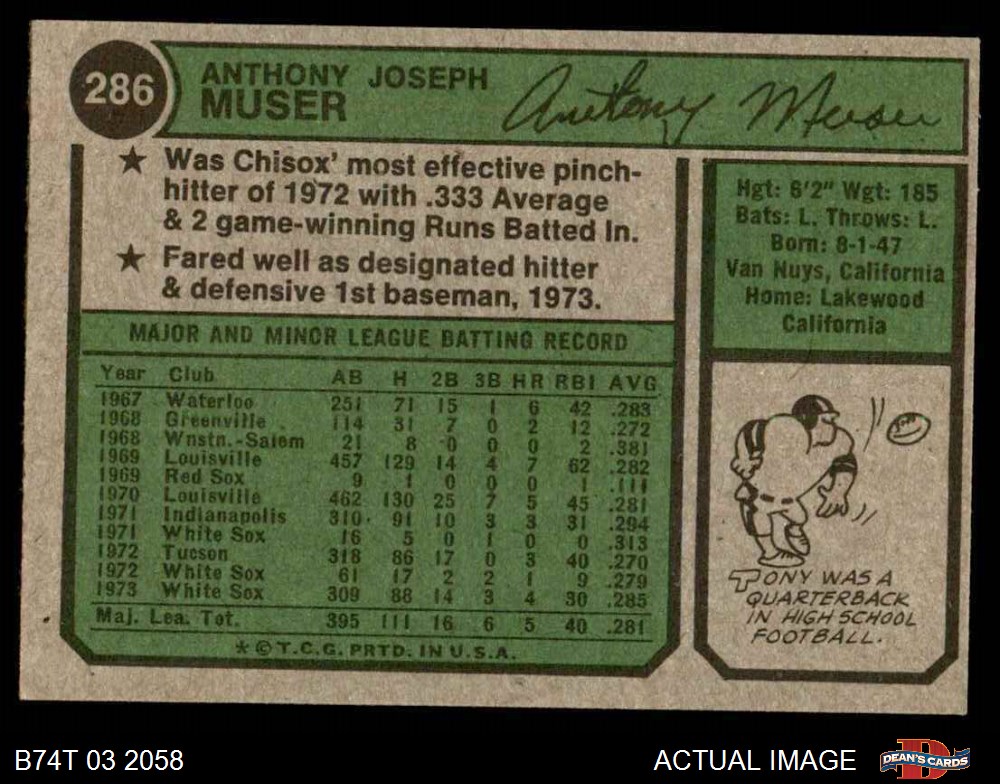 286
ANTHONY JOSEPH
MUSER
Anthony Muser
★ Was Chisox' most effective pinch-
hitter of 1972 with .333 Average
& 2 game-winning Runs Batted In.
★ Fared well as designated hitter
& defensive 1st baseman, 1973.
Hgt: 6'2" Wgt: 185
Bats: L. Throws: L.
Born: 8-1-47
Van Nuys, California
Home: Lakewood
California
MAJOR AND MINOR LEAGUE BATTING RECORD
Year Club AB H 2B 3B HR RBI AVG
1967 Waterloo 251 71 15 1 6 42 .283
1968 Greenville 114 31 7 0 2 12 .272
1968 Wnstn.-Salem 21 8 0 0 0 2 .381
1969 Louisville 457 129 14 4 7 62 .282
1969 Red Sox 9 1 0 0 0 1 .111
1970 Louisville 462 130 25 7 5 45 .281
1971 Indianapolis 310 91 10 3 3 31 .294
1971 White Sox 16 5 0 1 0 0 .313
1972 Tucson 318 86 17 0 3 40 .270
1972 White Sox 61 17 2 2 1 9 .279
1973 White Sox 309 88 14 3 4 30 .285
Maj. Lea. Tot. 395 111 16 6 5 40 .281
* © T.C.G. PRTD. IN U.S.A.
TONY WAS A
QUARTERBACK
IN HIGH SCHOOL
FOOTBALL.
B74T 03 2058
ACTUAL IMAGE
DEAN'S CARDS